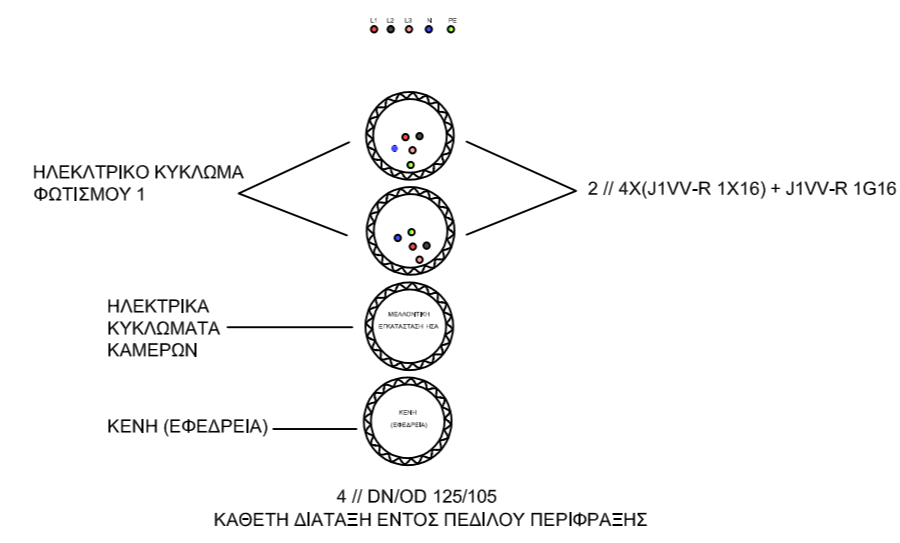 L1 L2 L3 N PE
ΗΛΕΚΛΤΡΙΚΟ ΚΥΚΛΩΜΑ
ΦΩΤΙΣΜΟΥ 1
2 // 4X(J1VV-R 1X16) + J1VV-R 1G16
ΗΛΕΚΤΡΙΚΑ
ΚΥΚΛΩΜΑΤΑ
ΚΑΜΕΡΩΝ
ΜΕΛΛΟΝΤΙΚΗ
ΕΓΚΑΤΑΣΤΑΣΗ ΗΣΑ
ΚΕΝΗ (ΕΦΕΔΡΕΙΑ)
ΚΕΝΗ
(ΕΦΕΔΡΕΙΑ)
4 // DN/OD 125/105
ΚΑΘΕΤΗ ΔΙΑΤΑΞΗ ΕΝΤΟΣ ΠΕΔΙΛΟΥ ΠΕΡΙΦΡΑΞΗΣ